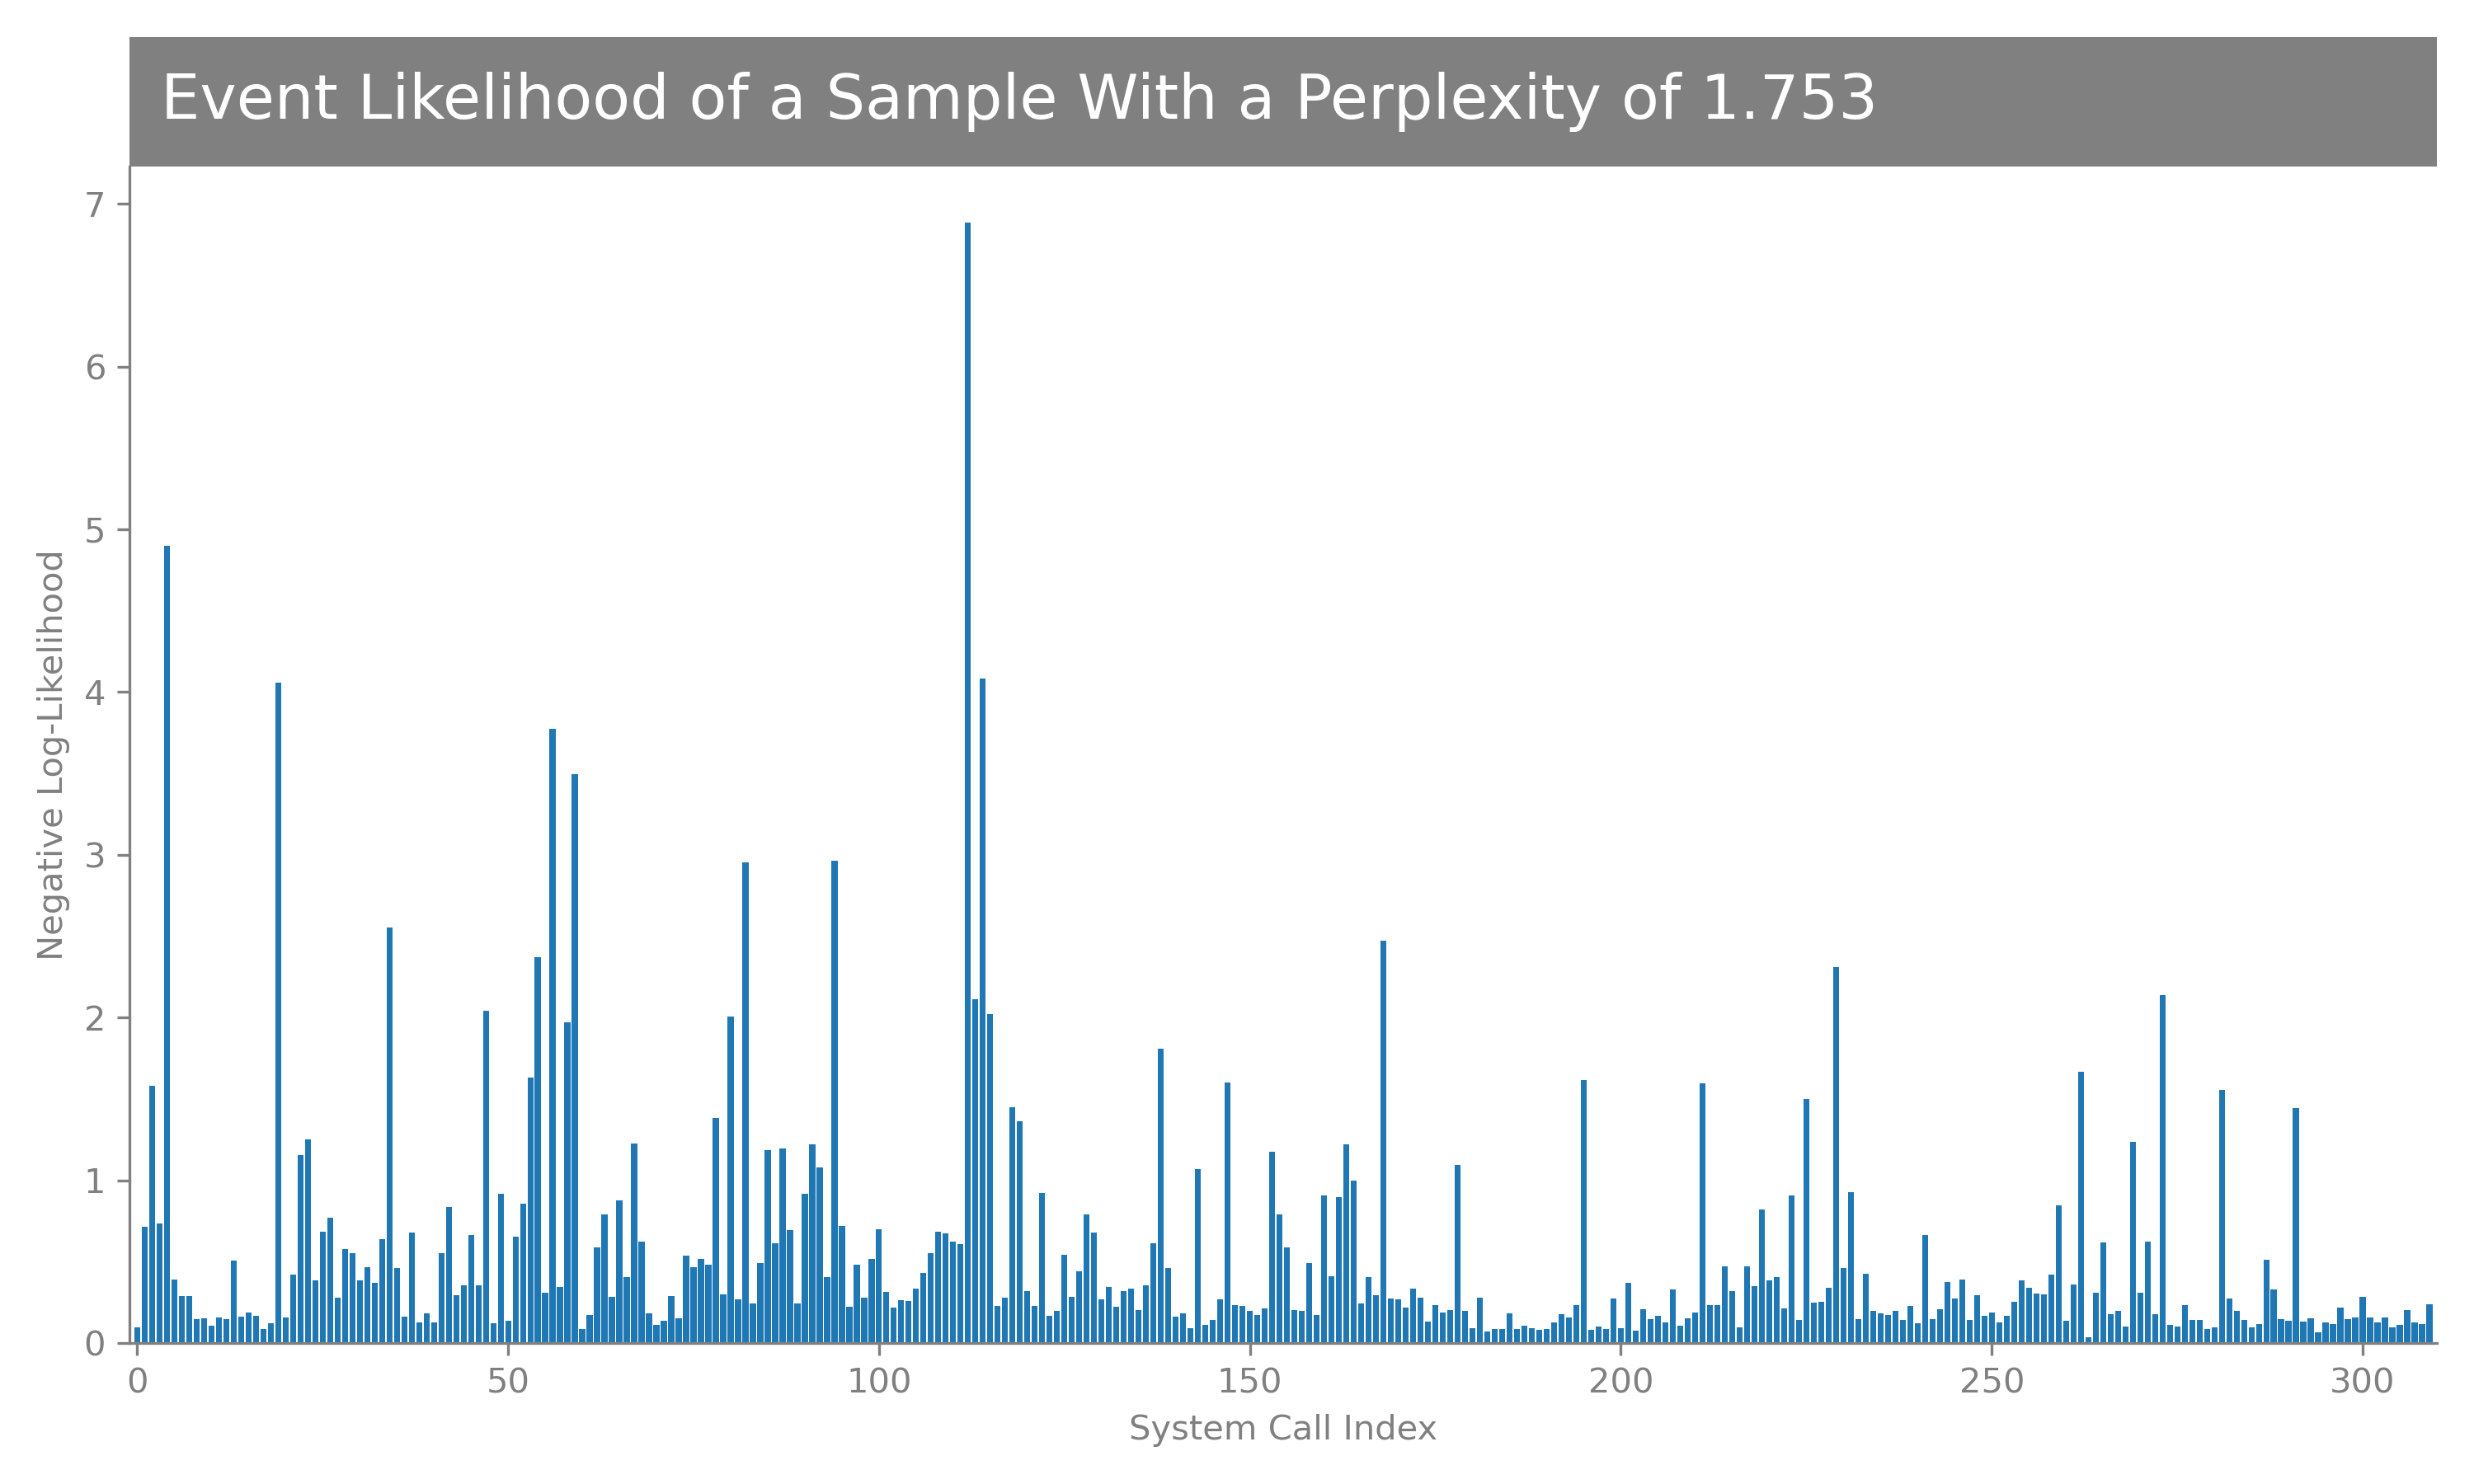 Event Likelihood of a Sample With a Perplexity of 1.753
7
6
5
4
3
2
1
0
Negative Log-Likelihood
0 50 100 150 200 250 300
System Call Index